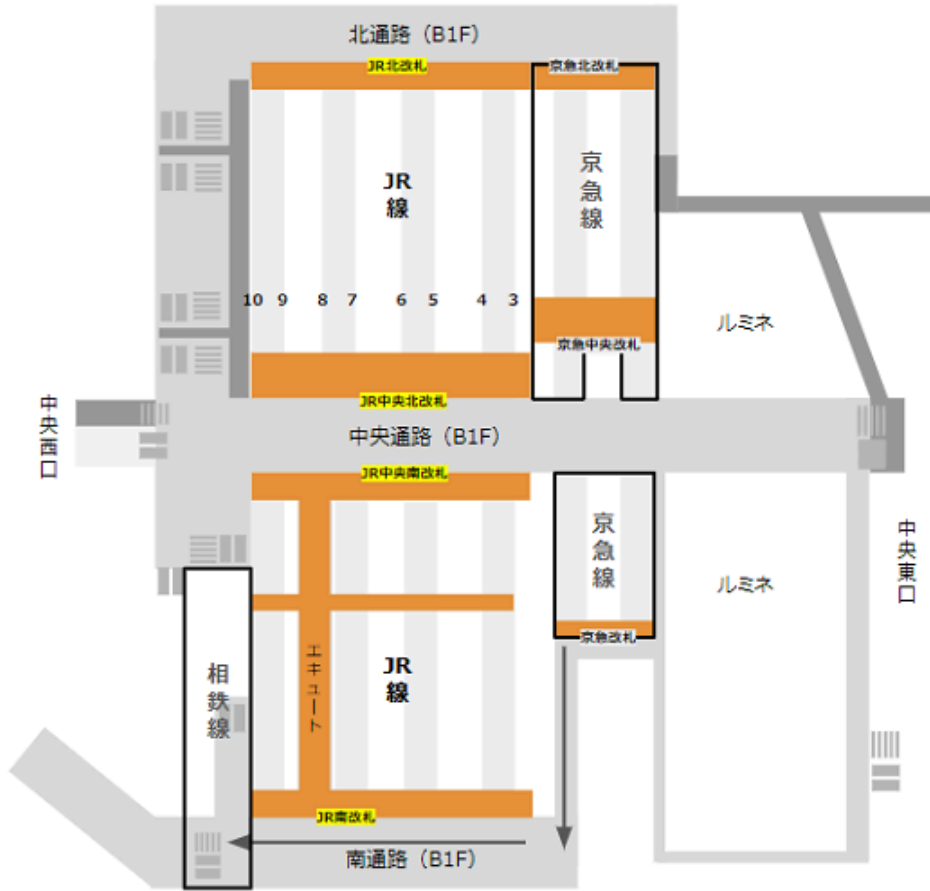 北通路（B1F）
JR北改札
京急北改札
JR
線
京急線
10 9 8 7 6 5 4 3
ルミネ
京急中央改札
JR中央北改札
中央西口
中央通路（B1F）
JR中央南改札
京急線
中央東口
ルミネ
京急改札
エキュート
JR
線
相鉄線
JR南改札
南通路（B1F）